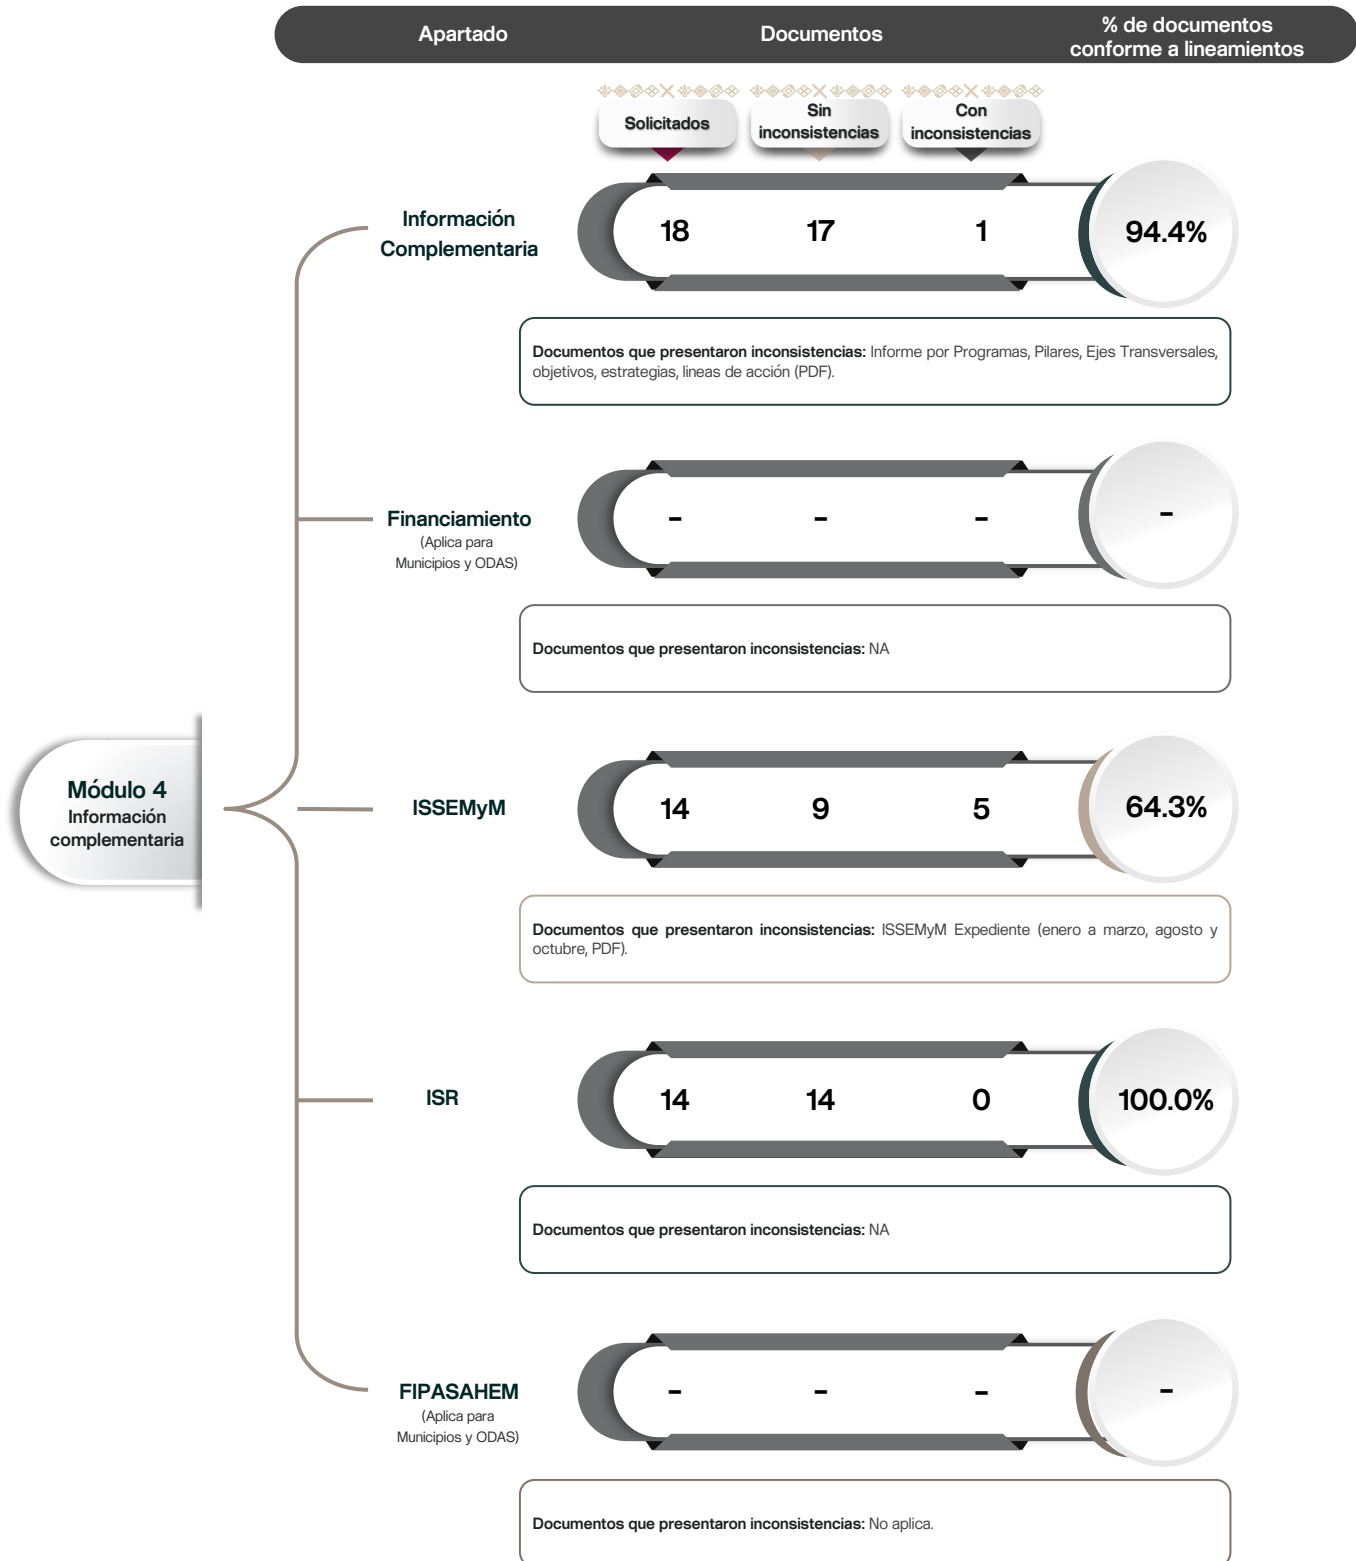 Apartado
Documentos
% de documentos
conforme a lineamientos
Solicitados
Sin
inconsistencias
Con
inconsistencias
Información
Complementaria
18 17 1 94.4%
Documentos que presentaron inconsistencias: Informe por Programas, Pilares, Ejes Transversales,
objetivos, estrategias, lineas de acción (PDF).
Financiamiento
(Aplica para
Municipios y ODAS)
- - - -
Documentos que presentaron inconsistencias: NA
Módulo 4
Información
complementaria
ISSEMyM
14 9 5 64.3%
Documentos que presentaron inconsistencias: ISSEMyM Expediente (enero a marzo, agosto y
octubre, PDF).
ISR
14 14 0 100.0%
Documentos que presentaron inconsistencias: NA
FIPASAHEM
(Aplica para
Municipios y ODAS)
- - - -
Documentos que presentaron inconsistencias: No aplica.